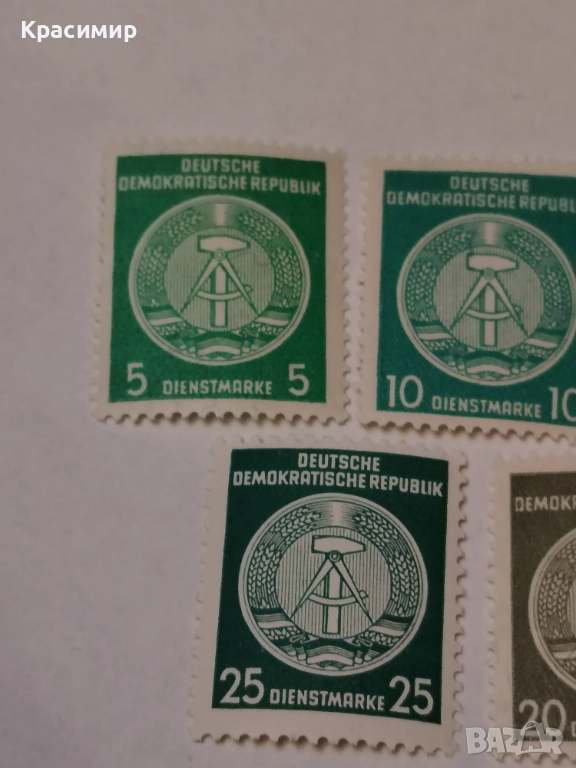 Красимир
DEUTSCHE
DEMOKRATISCHE REPUBLIK
5 DIENSTMARKE 5
DEUTSCHE
DEMOKRATISCHE REPUBLIK
10 DIENSTMARKE 10
DEUTSCHE
DEMOKRATISCHE REPUBLIK
25 DIENSTMARKE 25
20
BAZAR